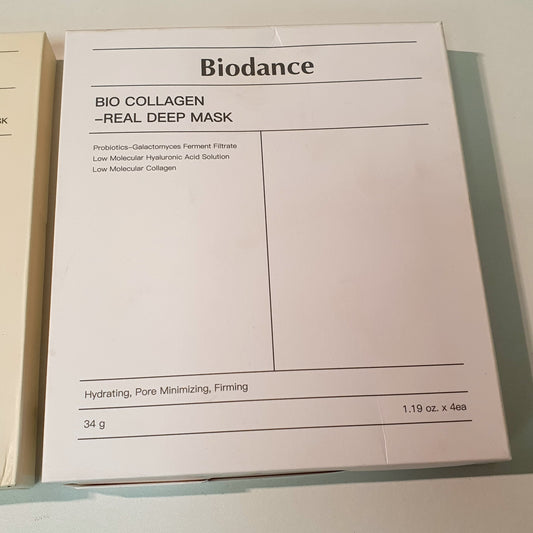 Biodance
BIO COLLAGEN
-REAL DEEP MASK
Probiotics-Galactomyces Ferment Filtrate
Low Molecular Hyaluronic Acid Solution
Low Molecular Collagen
Hydrating, Pore Minimizing, Firming
34 g
1.19 oz. x 4ea